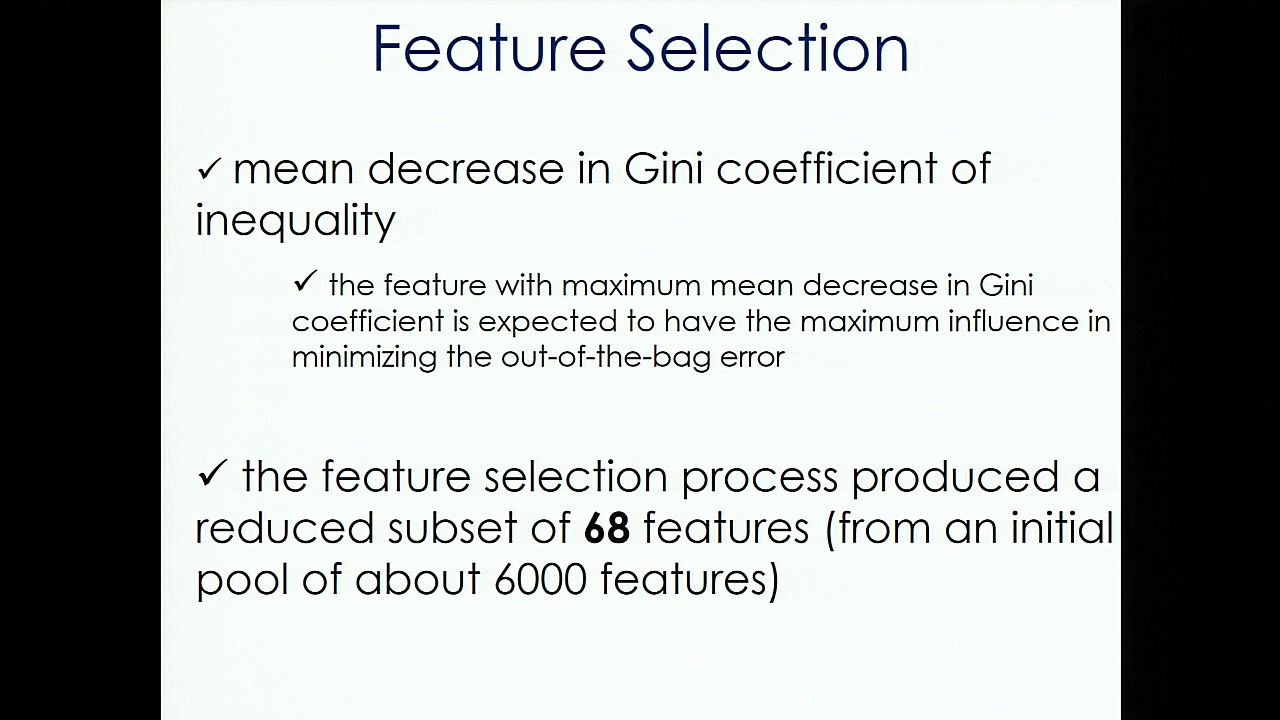 Feature Selection
✓ mean decrease in Gini coefficient of
inequality
✓ the feature with maximum mean decrease in Gini
coefficient is expected to have the maximum influence in
minimizing the out-of-the-bag error
✓ the feature selection process produced a
reduced subset of 68 features (from an initial
pool of about 6000 features)